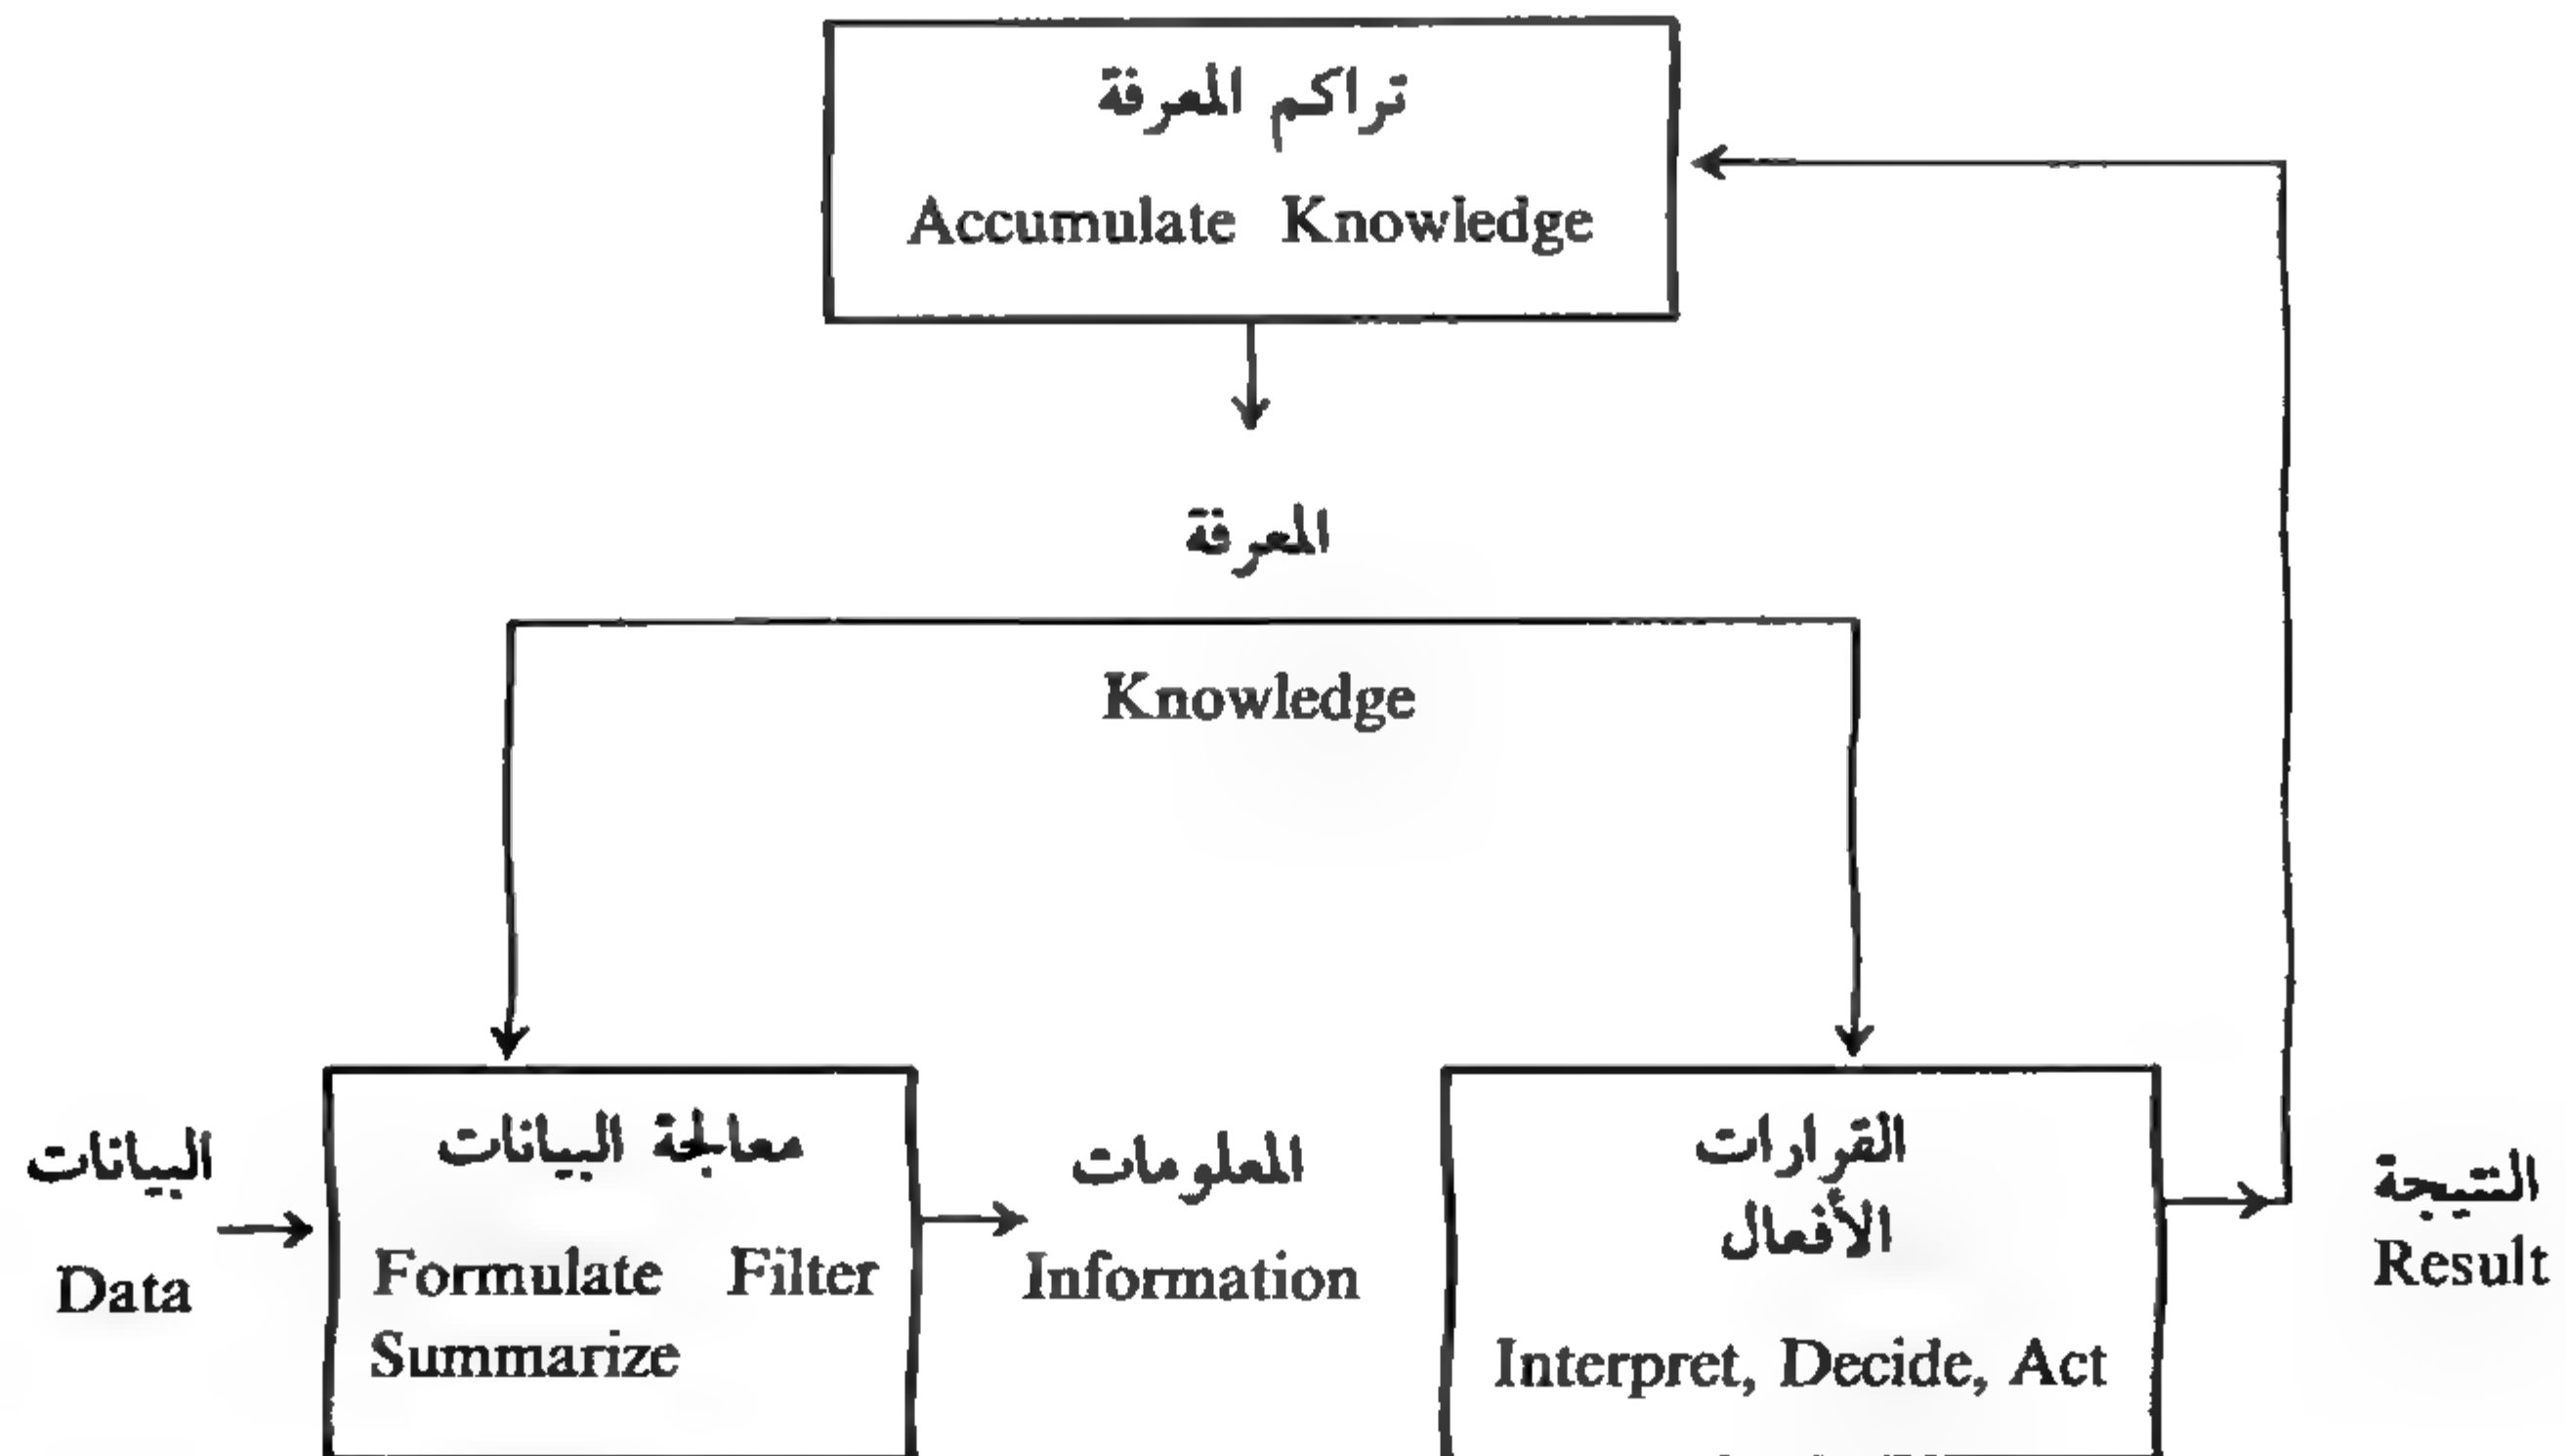 تراكم المعرفة
Accumulate Knowledge
المعرفة
Knowledge
البيانات
Data
معالجة البيانات
Formulate Filter
Summarize
المعلومات
Information
القرارات
الأفعال
Interpret, Decide, Act
النتيجة
Result